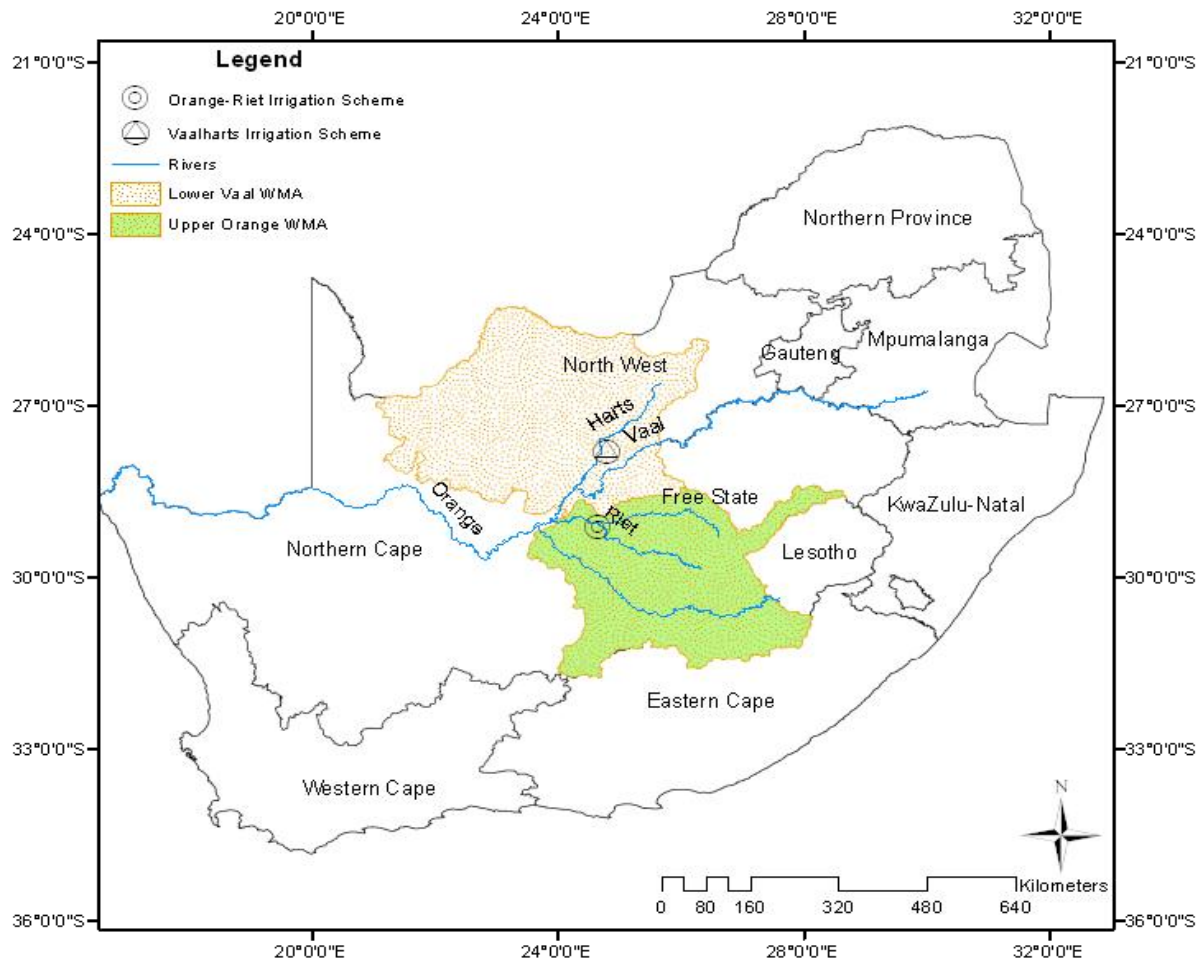 20°0'0"E 24°0'0"E 28°0'0"E 32°0'0"E
21°0'0"S
21°0'0"S
Legend
Orange-Riet Irrigation Scheme
Vaalharts Irrigation Scheme
Rivers
Lower Vaal WMA
Upper Orange WMA
Northern Province
24°0'0"S
24°0'0"S
Mpumalanga
Gauteng
North West
27°0'0"S
27°0'0"S
Harts
Vaal
Free State
KwaZulu-Natal
Orange
Riet
Northern Cape
Lesotho
30°0'0"S
30°0'0"S
Eastern Cape
33°0'0"S
33°0'0"S
Western Cape
N
Kilometers
0 80 160 320 480 640
36°0'0"S
36°0'0"S
20°0'0"E 24°0'0"E 28°0'0"E 32°0'0"E